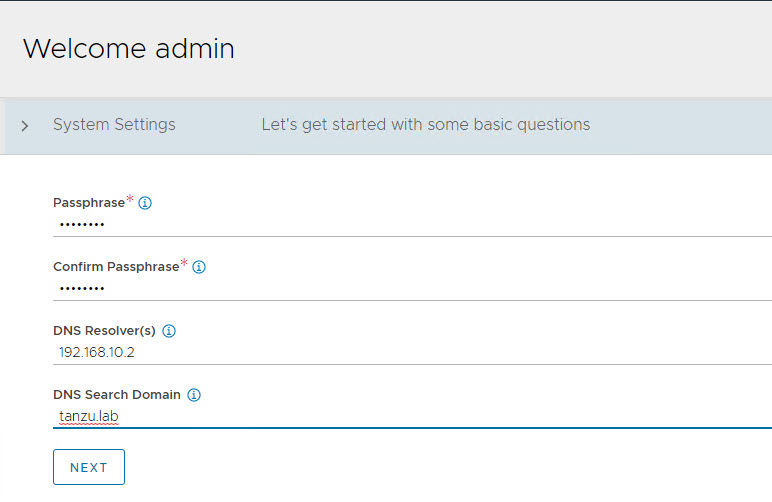 Welcome admin
System Settings Let's get started with some basic questions
Passphrase*
••••••••
Confirm Passphrase*
••••••••
DNS Resolver(s)
192.168.10.2
DNS Search Domain
tanzu.lab
NEXT